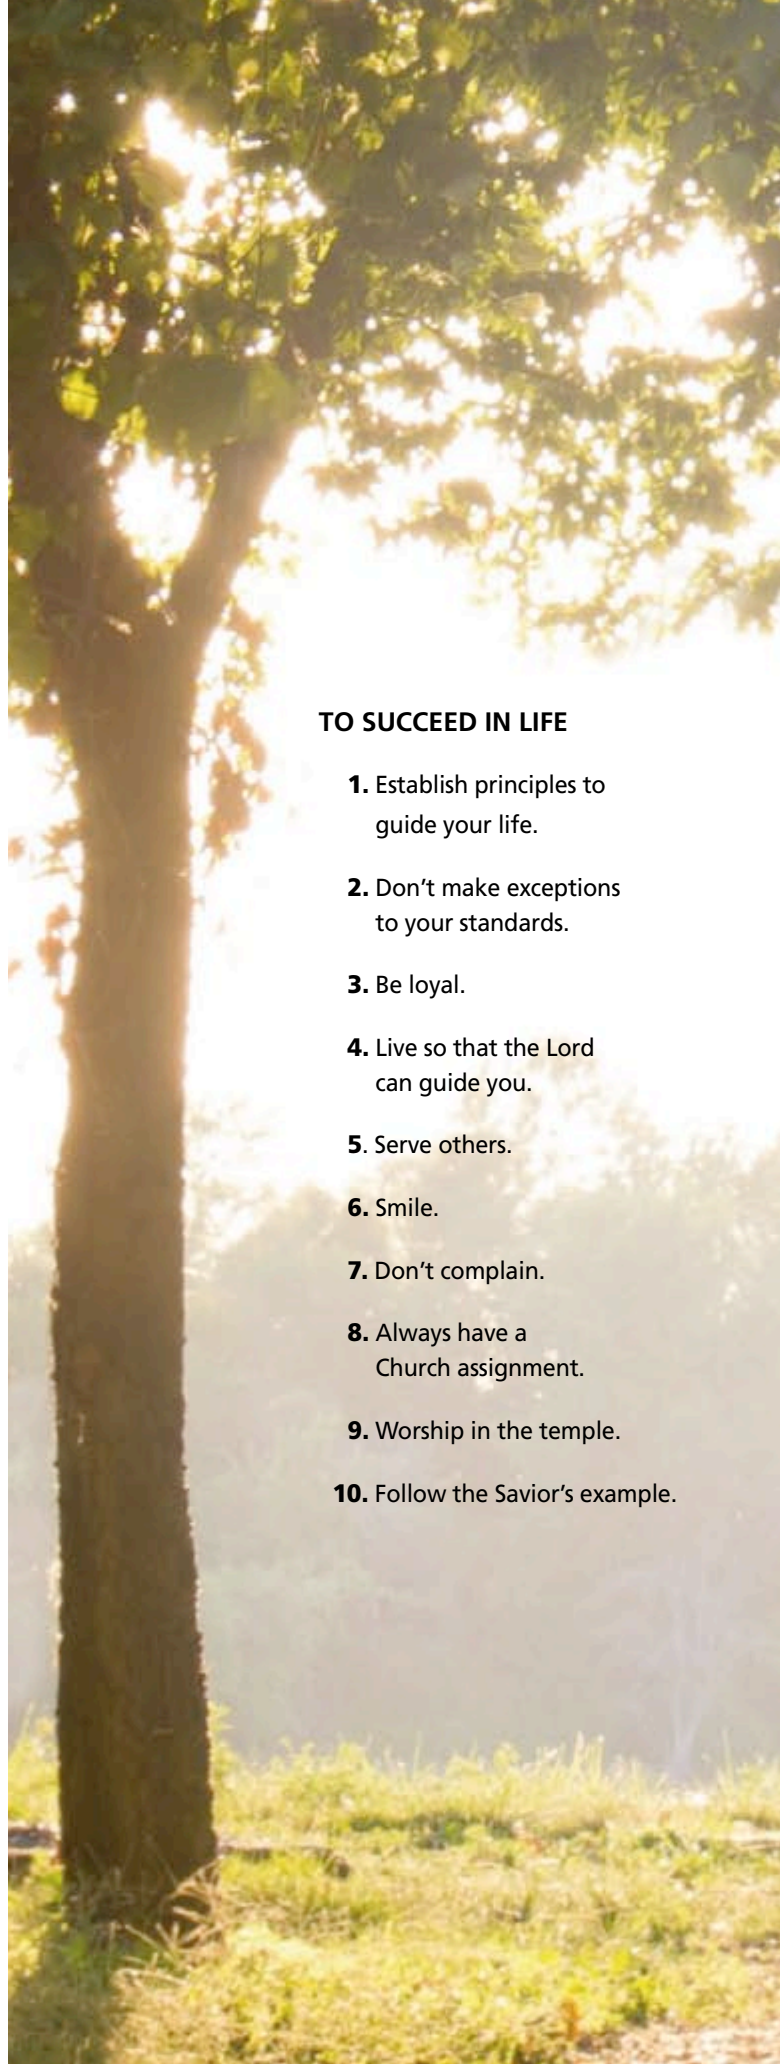 TO SUCCEED IN LIFE
1. Establish principles to
guide your life.
2. Don’t make exceptions
to your standards.
3. Be loyal.
4. Live so that the Lord
can guide you.
5. Serve others.
6. Smile.
7. Don’t complain.
8. Always have a
Church assignment.
9. Worship in the temple.
10. Follow the Savior’s example.